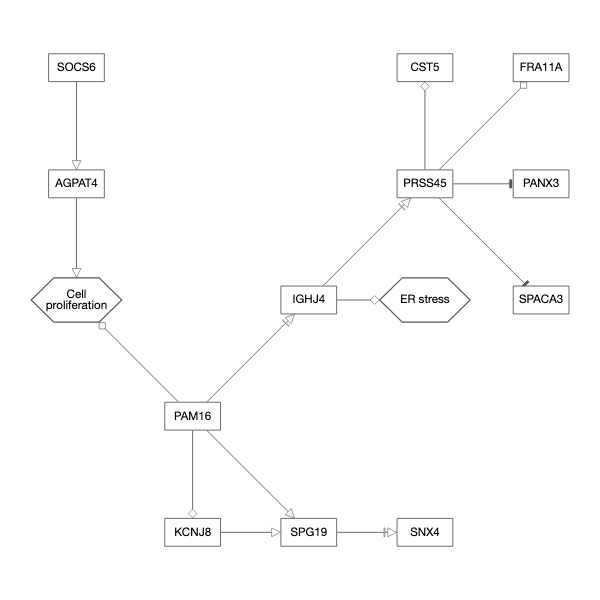 SOCS6
CST5
FRA11A
AGPAT4
PRSS45
PANX3
Cell
proliferation
IGHJ4
ER stress
SPACA3
PAM16
KCNJ8
SPG19
SNX4